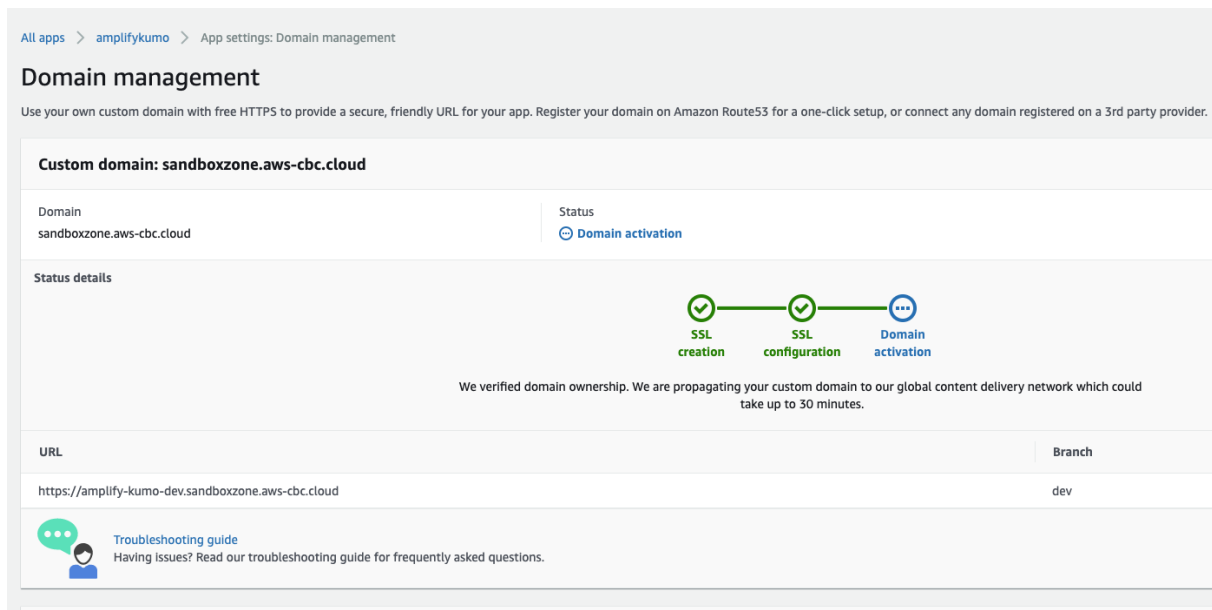 All apps > amplifykumo > App settings: Domain management
Domain management
Use your own custom domain with free HTTPS to provide a secure, friendly URL for your app. Register your domain on Amazon Route53 for a one-click setup, or connect any domain registered on a 3rd party provider.
Custom domain: sandboxzone.aws-cbc.cloud
Domain
sandboxzone.aws-cbc.cloud
Status
Domain activation
Status details
SSL
creation
SSL
configuration
Domain
activation
We verified domain ownership. We are propagating your custom domain to our global content delivery network which could
take up to 30 minutes.
URL
Branch
https://amplify-kumo-dev.sandboxzone.aws-cbc.cloud
dev
Troubleshooting guide
Having issues? Read our troubleshooting guide for frequently asked questions.